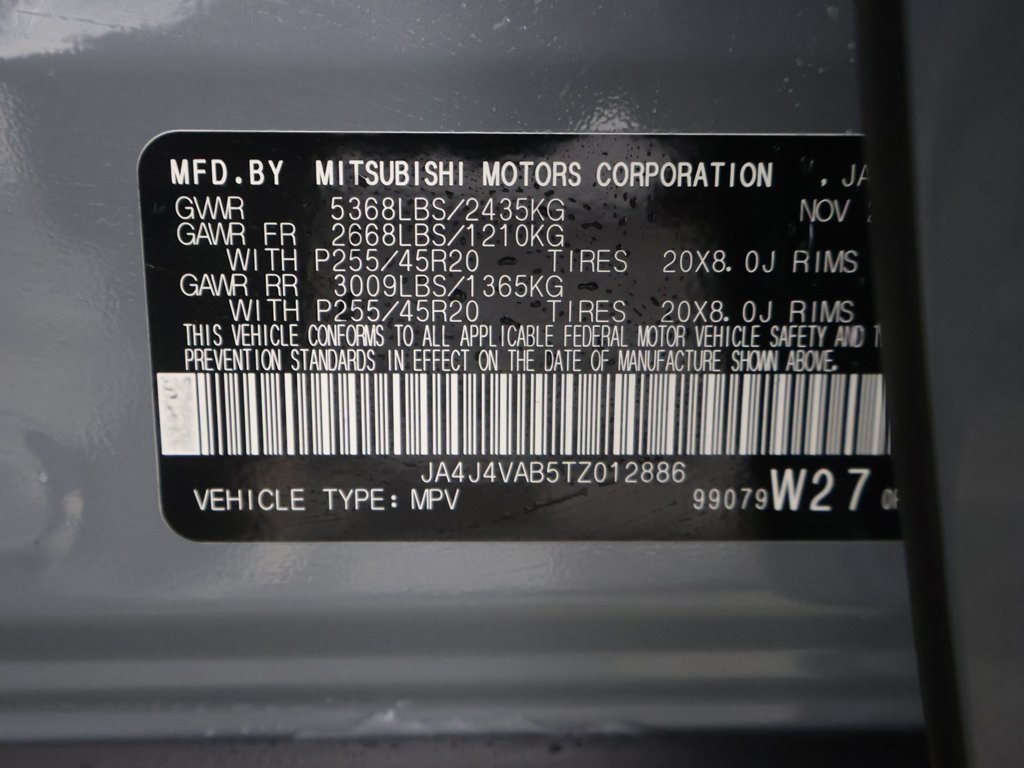 MFD.BY MITSUBISHI MOTORS CORPORATION , JA
GVWR 5368LBS/2435KG NOV
GAWR FR 2668LBS/1210KG
WITH P255/45R20 TIRES 20X8.0J RIMS
GAWR RR 3009LBS/1365KG
WITH P255/45R20 TIRES 20X8.0J RIMS
THIS VEHICLE CONFORMS TO ALL APPLICABLE FEDERAL MOTOR VEHICLE SAFETY AND
PREVENTION STANDARDS IN EFFECT ON THE DATE OF MANUFACTURE SHOWN ABOVE.
JA4J4VAB5TZ012886
VEHICLE TYPE: MPV 99079 W27